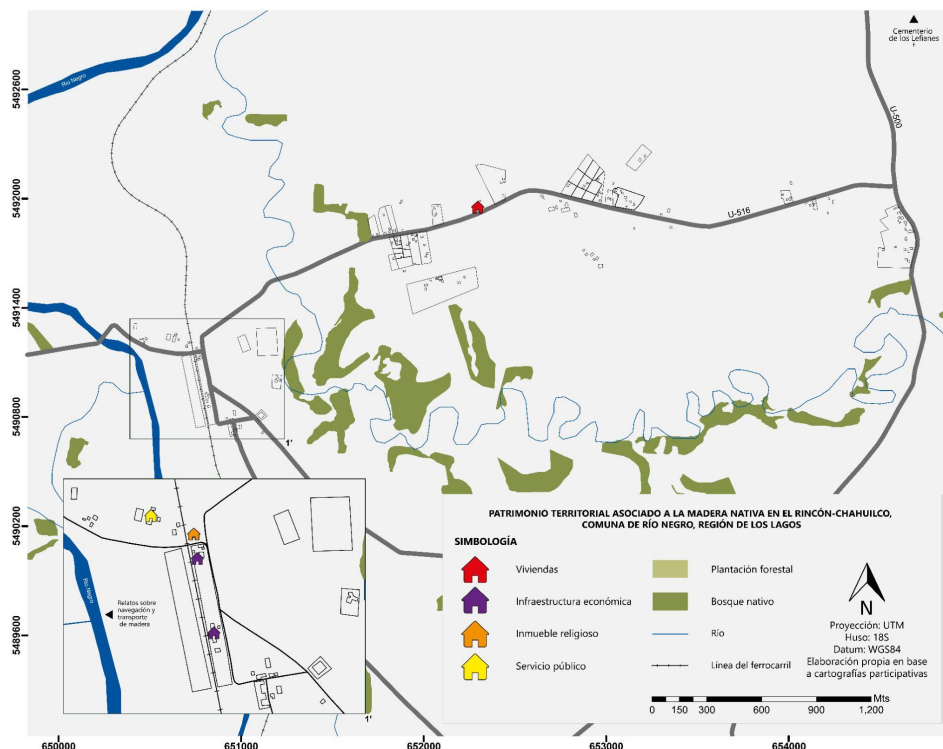 Cementerio
de los Lefianes
Río Negro
U-500
U-516
5492600
5492000
5491400
5490800
5490200
5489600
1'
Río Negro
Relatos sobre
navegación y
transporte
de madera
1'
PATRIMONIO TERRITORIAL ASOCIADO A LA MADERA NATIVA EN EL RINCÓN-CHAHUILCO,
COMUNA DE RÍO NEGRO, REGIÓN DE LOS LAGOS
SIMBOLOGÍA
Viviendas
Infraestructura económica
Inmueble religioso
Servicio público
Plantación forestal
Bosque nativo
Río
Linea del ferrocarril
N
Proyección: UTM
Huso: 18S
Datum: WGS84
Elaboración propia en base
a cartografías participativas
Mts
0 150 300 600 900 1,200
650000 651000 652000 653000 654000